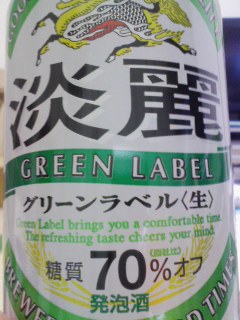 淡麗
GREEN LABEL
グリーンラベル〈生〉
Green Label brings you a comfortable time.
The refreshing taste cheers your mind.
糖質70%オフ
発泡酒